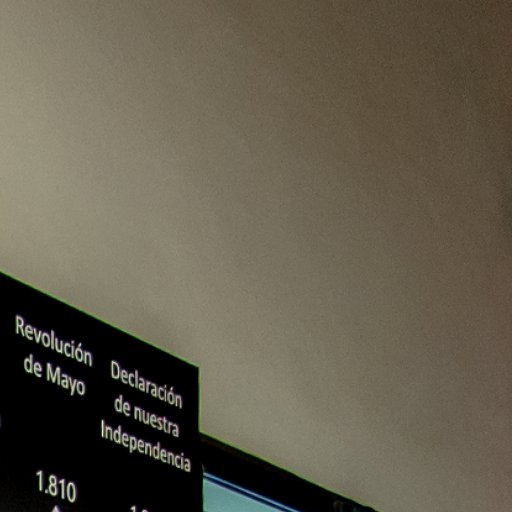 Revolución
de Mayo
Declaración
de nuestra
Independencia
1.810